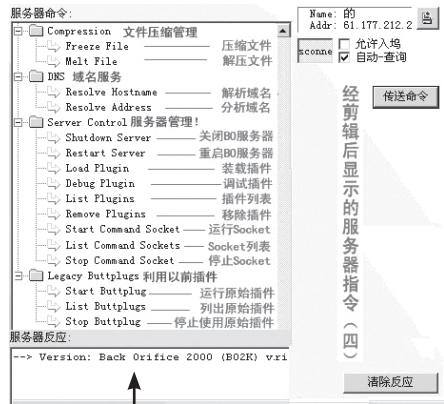 服务器命令:
Compression 文件压缩管理
Freeze File 压缩文件
Melt File 解压文件
DNS 域名服务
Resolve Hostname 解析域名
Resolve Address 分析域名
Server Control 服务器管理!
Shutdown Server 关闭BO服务器
Restart Server 重启BO服务器
Load Plugin 装载插件
Debug Plugin 调试插件
List Plugins 插件列表
Remove Plugins 移除插件
Start Command Socket 运行Socket
List Command Sockets Socket列表
Stop Command Socket 停止Socket
Legacy Buttplugs 利用以前插件
Start Buttplug 运行原始插件
List Buttplugs 列出原始插件
Stop Buttplug 停止使用原始插件
服务器反应:
--> Version: Back Orifice 2000 (BO2K) v.ri
Name: 的
Addr: 61.177.212.2
sconne
允许入坞
自动-查询
传送命令
经剪辑后显示的服务器指令(四)
清除反应